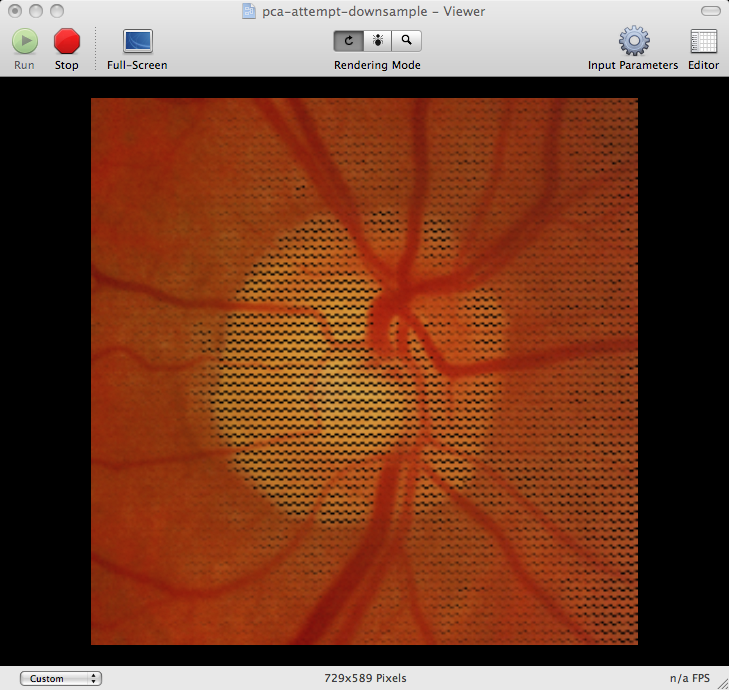 pca-attempt-downsample – Viewer
Run
Stop
Full-Screen
Rendering Mode
Input Parameters
Editor
Custom
729x589 Pixels
n/a FPS